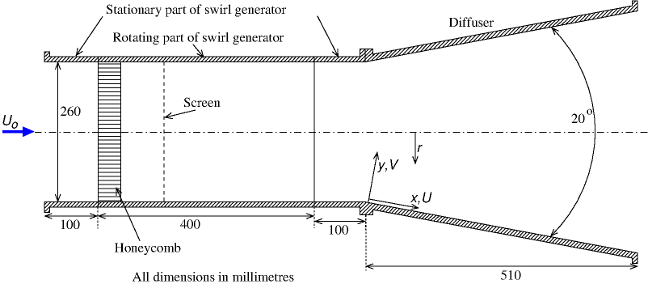 Stationary part of swirl generator
Diffuser
Rotating part of swirl generator
260
Screen
20°
U₀
r
y,V
x,U
100
400
100
Honeycomb
510
All dimensions in millimetres